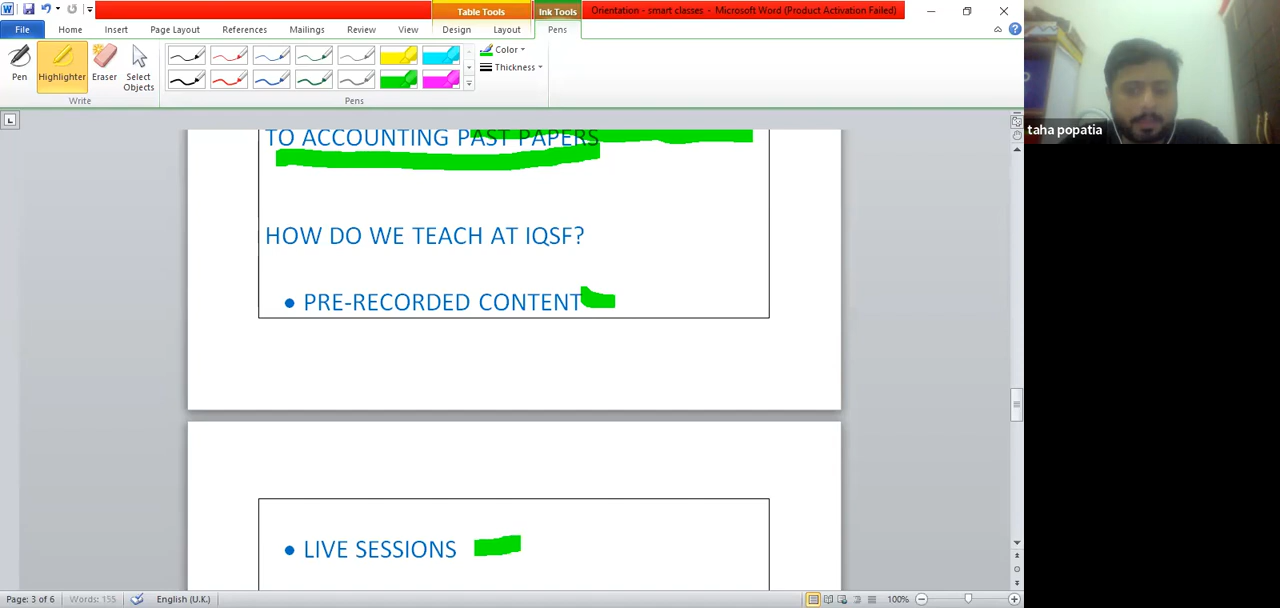 Table Tools
Ink Tools
Orientation - smart classes - Microsoft Word (Product Activation Failed)
File
Home
Insert
Page Layout
References
Mailings
Review
View
Design
Layout
Pens
Pen
Highlighter
Eraser
Select
Objects
Color
Thickness
Write
Pens
taha popatia
TO ACCOUNTING PAST PAPERS
HOW DO WE TEACH AT IQSF?
• PRE-RECORDED CONTENT
• LIVE SESSIONS
Page: 3 of 6
Words: 155
English (U.K.)
100%